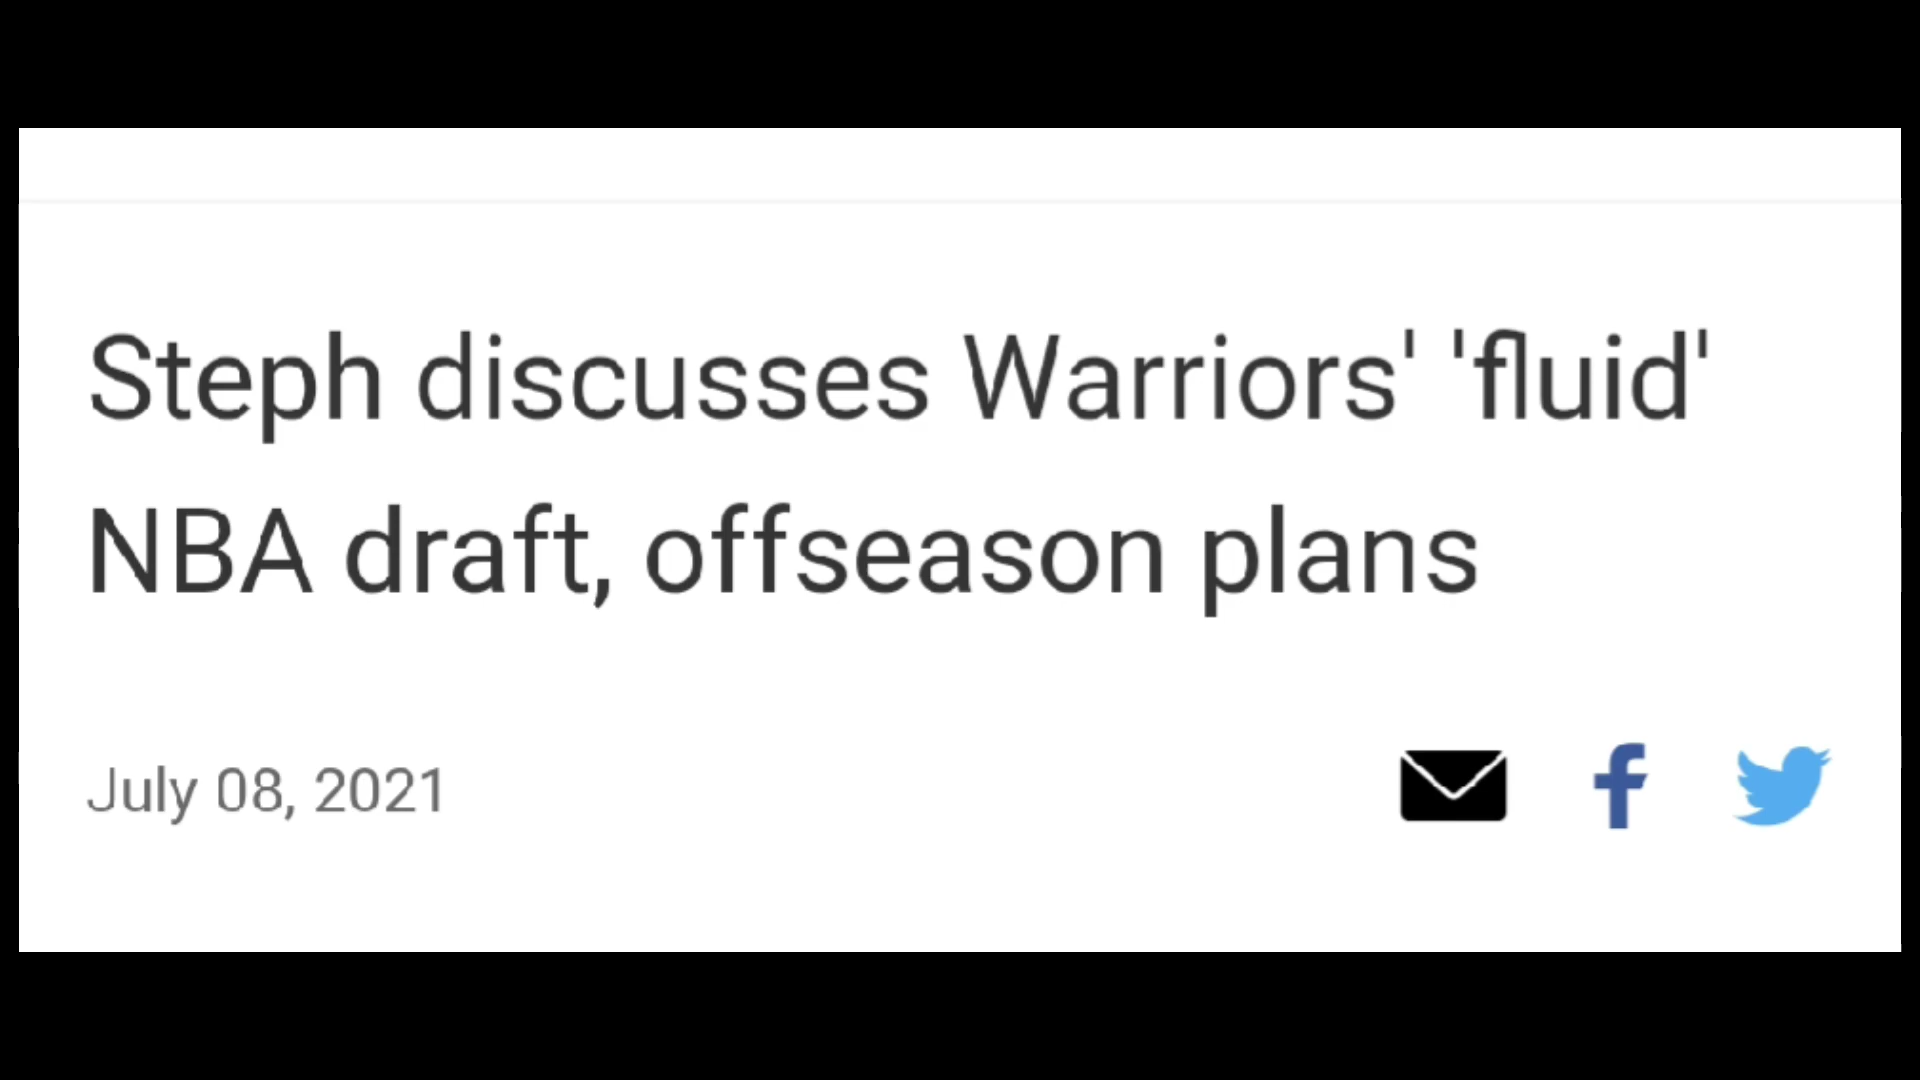 Steph discusses Warriors' 'fluid'
NBA draft, offseason plans
July 08, 2021